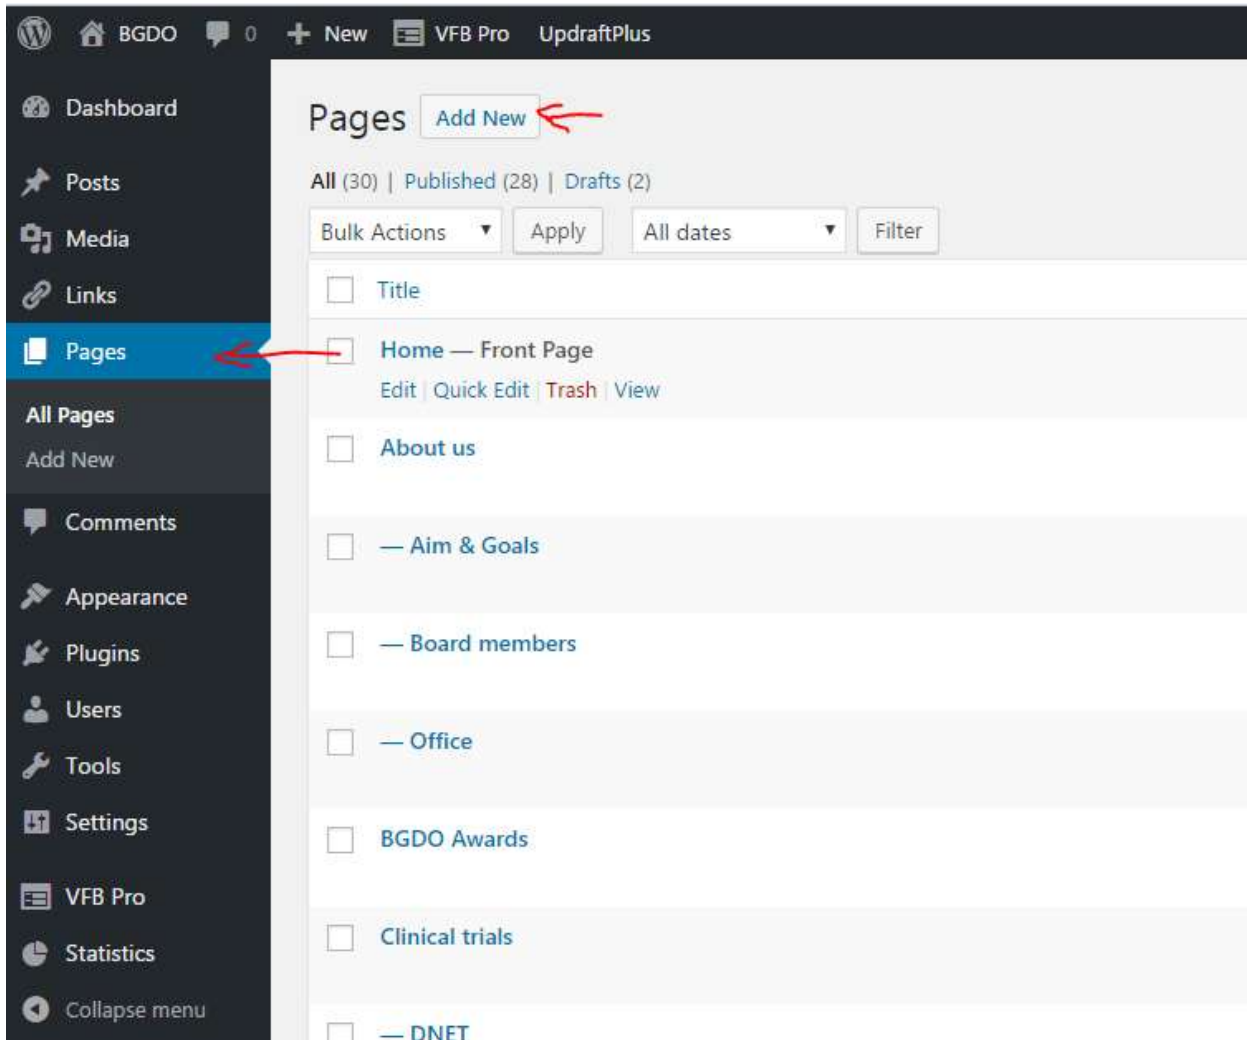 BGDO 0 New VFB Pro UpdraftPlus
Dashboard
Posts
Media
Links
Pages
All Pages
Add New
Comments
Appearance
Plugins
Users
Tools
Settings
VFB Pro
Statistics
Collapse menu
Pages Add New
All (30) | Published (28) | Drafts (2)
Bulk Actions Apply All dates Filter
Title
Home — Front Page
Edit | Quick Edit | Trash | View
About us
— Aim & Goals
— Board members
— Office
BGDO Awards
Clinical trials
— DNET